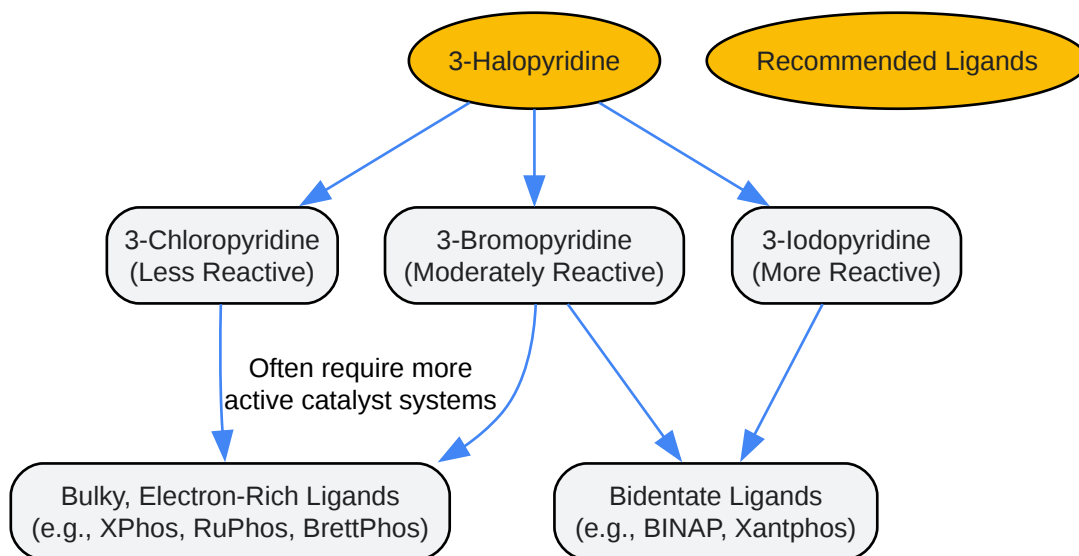 3-Halopyridine
Recommended Ligands
3-Chloropyridine
(Less Reactive)
3-Bromopyridine
(Moderately Reactive)
3-Iodopyridine
(More Reactive)
Often require more
active catalyst systems
Bulky, Electron-Rich Ligands
(e.g., XPhos, RuPhos, BrettPhos)
Bidentate Ligands
(e.g., BINAP, Xantphos)